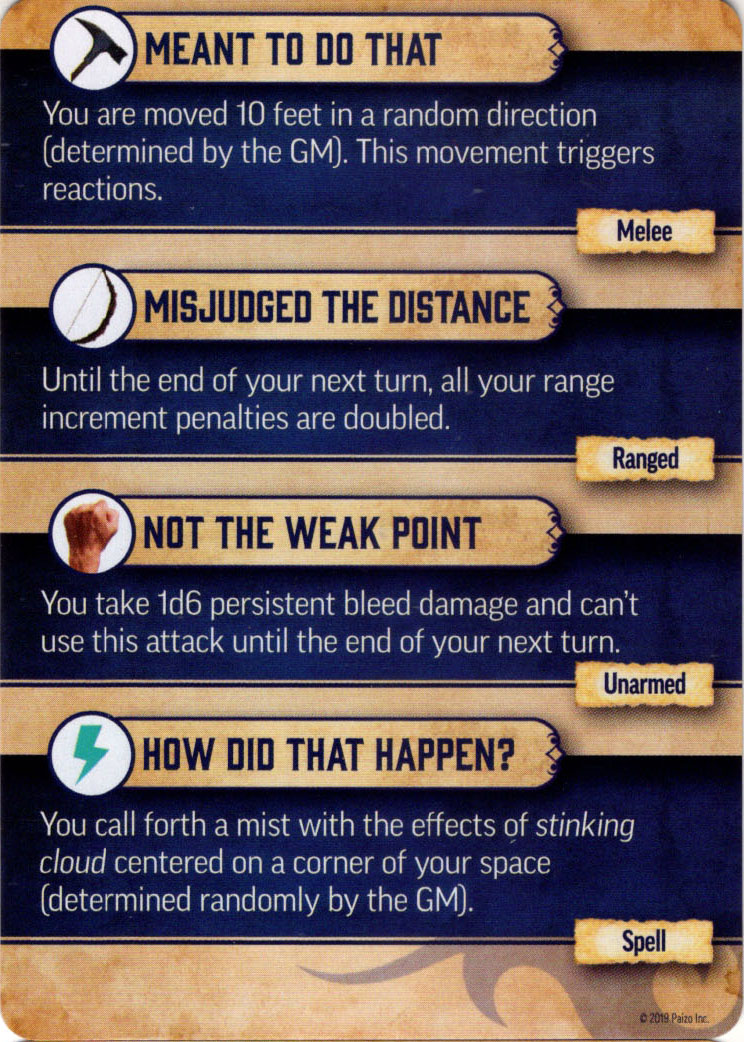 MEANT TO DO THAT
You are moved 10 feet in a random direction
(determined by the GM). This movement triggers
reactions.
Melee
MISJUDGED THE DISTANCE
Until the end of your next turn, all your range
increment penalties are doubled.
Ranged
NOT THE WEAK POINT
You take 1d6 persistent bleed damage and can't
use this attack until the end of your next turn.
Unarmed
HOW DID THAT HAPPEN?
You call forth a mist with the effects of stinking
cloud centered on a corner of your space
(determined randomly by the GM).
Spell
© 2019 Paizo Inc.